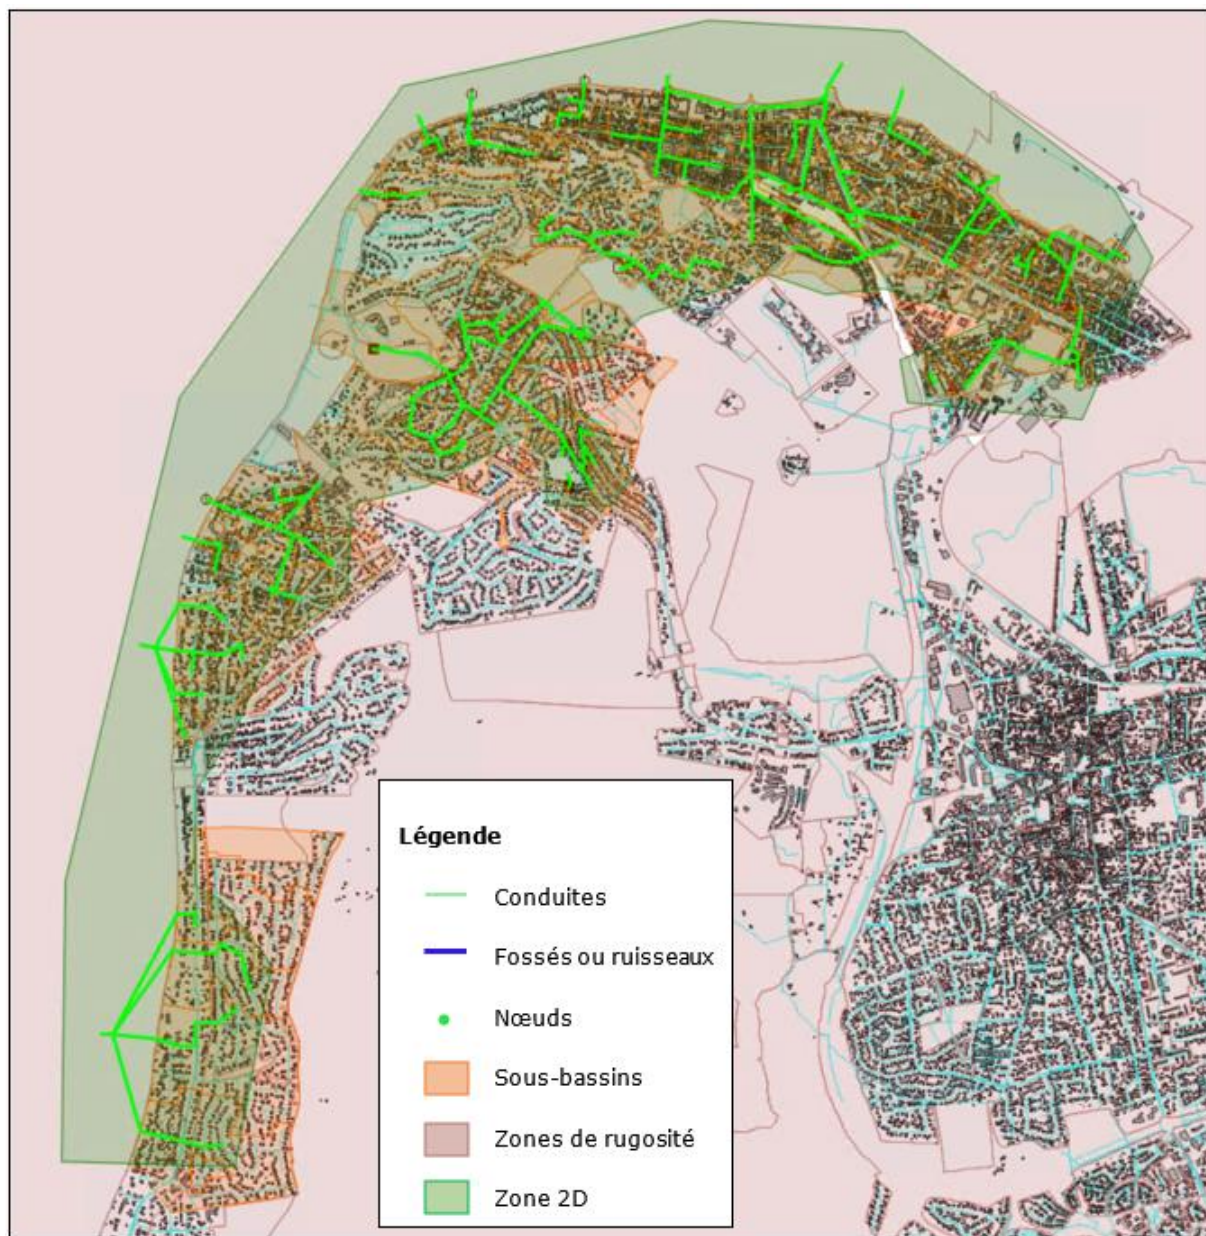 Légende
Conduites
Fossés ou ruisseaux
Nœuds
Sous-bassins
Zones de rugosité
Zone 2D